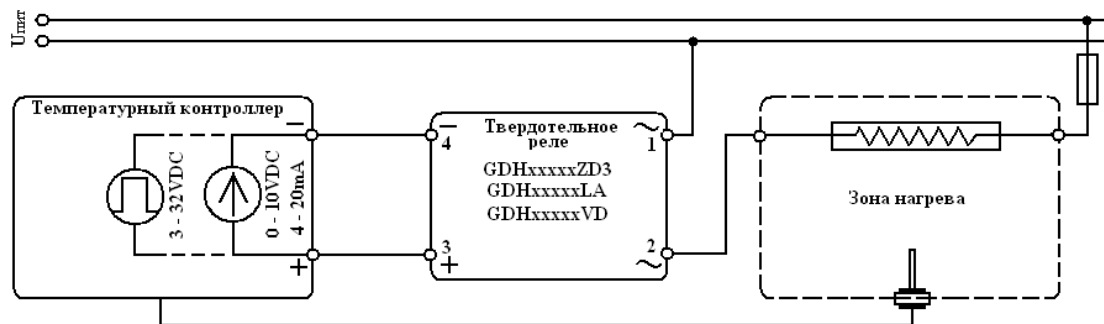 Uпит
Температурный контроллер
−
3 - 32VDC
0 - 10VDC
4 - 20mA
+
−
4
3
+
Твердотельное
реле
GDHxxxxxZD3
GDHxxxxxLA
GDHxxxxxVD
~
1
2
~
Зона нагрева